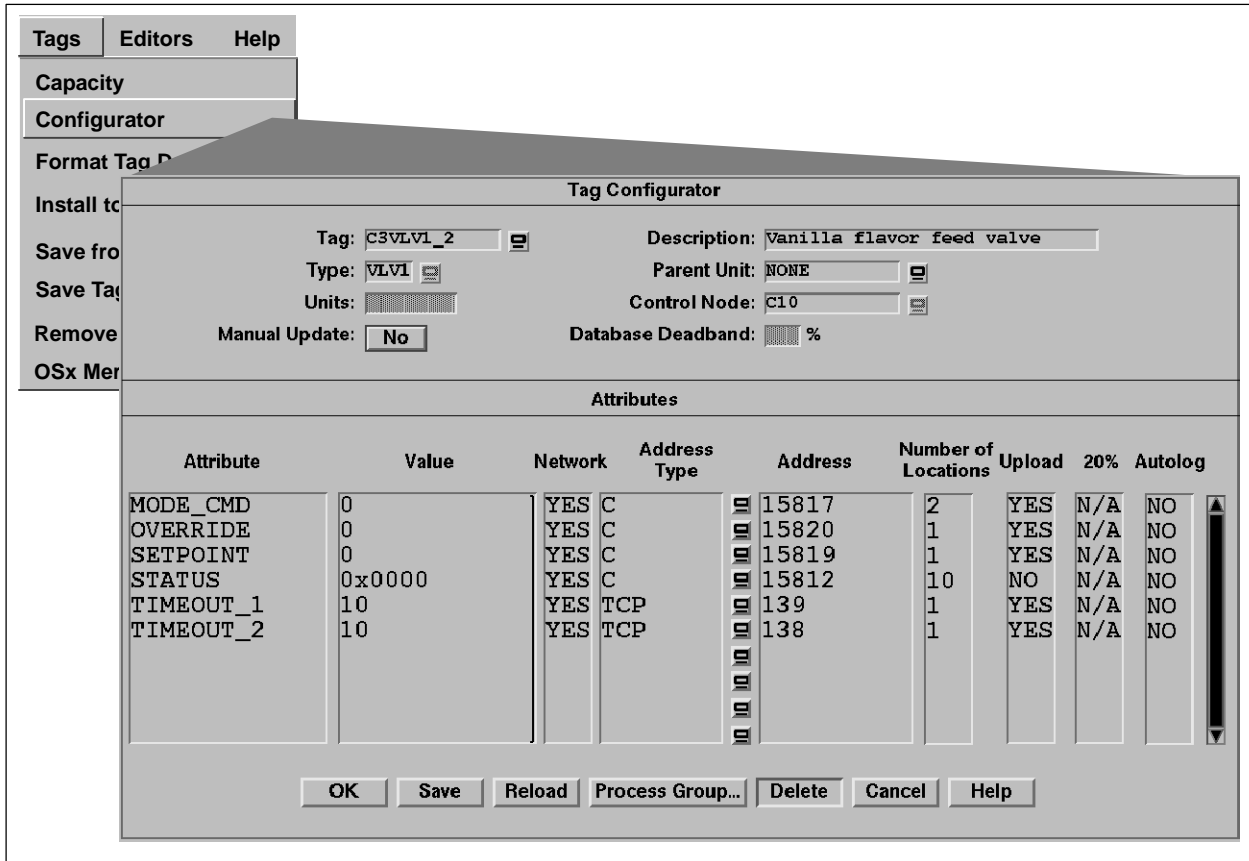 Tags Editors Help
Capacity
Configurator
Format Tag D
Install to
Save fro
Save Tag
Remove
OSx Mer
Tag Configurator
Tag: C3VLV1_2 Description: Vanilla flavor feed valve
Type: VLV1 Parent Unit: NONE
Units: Control Node: C10
Manual Update: No Database Deadband: %
Attributes
Attribute Value Network Address Type Address Number of Locations Upload 20% Autolog
MODE_CMD 0 YES C 15817 2 YES N/A NO
OVERRIDE 0 YES C 15820 1 YES N/A NO
SETPOINT 0 YES C 15819 1 YES N/A NO
STATUS 0x0000 YES C 15812 10 NO N/A NO
TIMEOUT_1 10 YES TCP 139 1 YES N/A NO
TIMEOUT_2 10 YES TCP 138 1 YES N/A NO
OK Save Reload Process Group... Delete Cancel Help